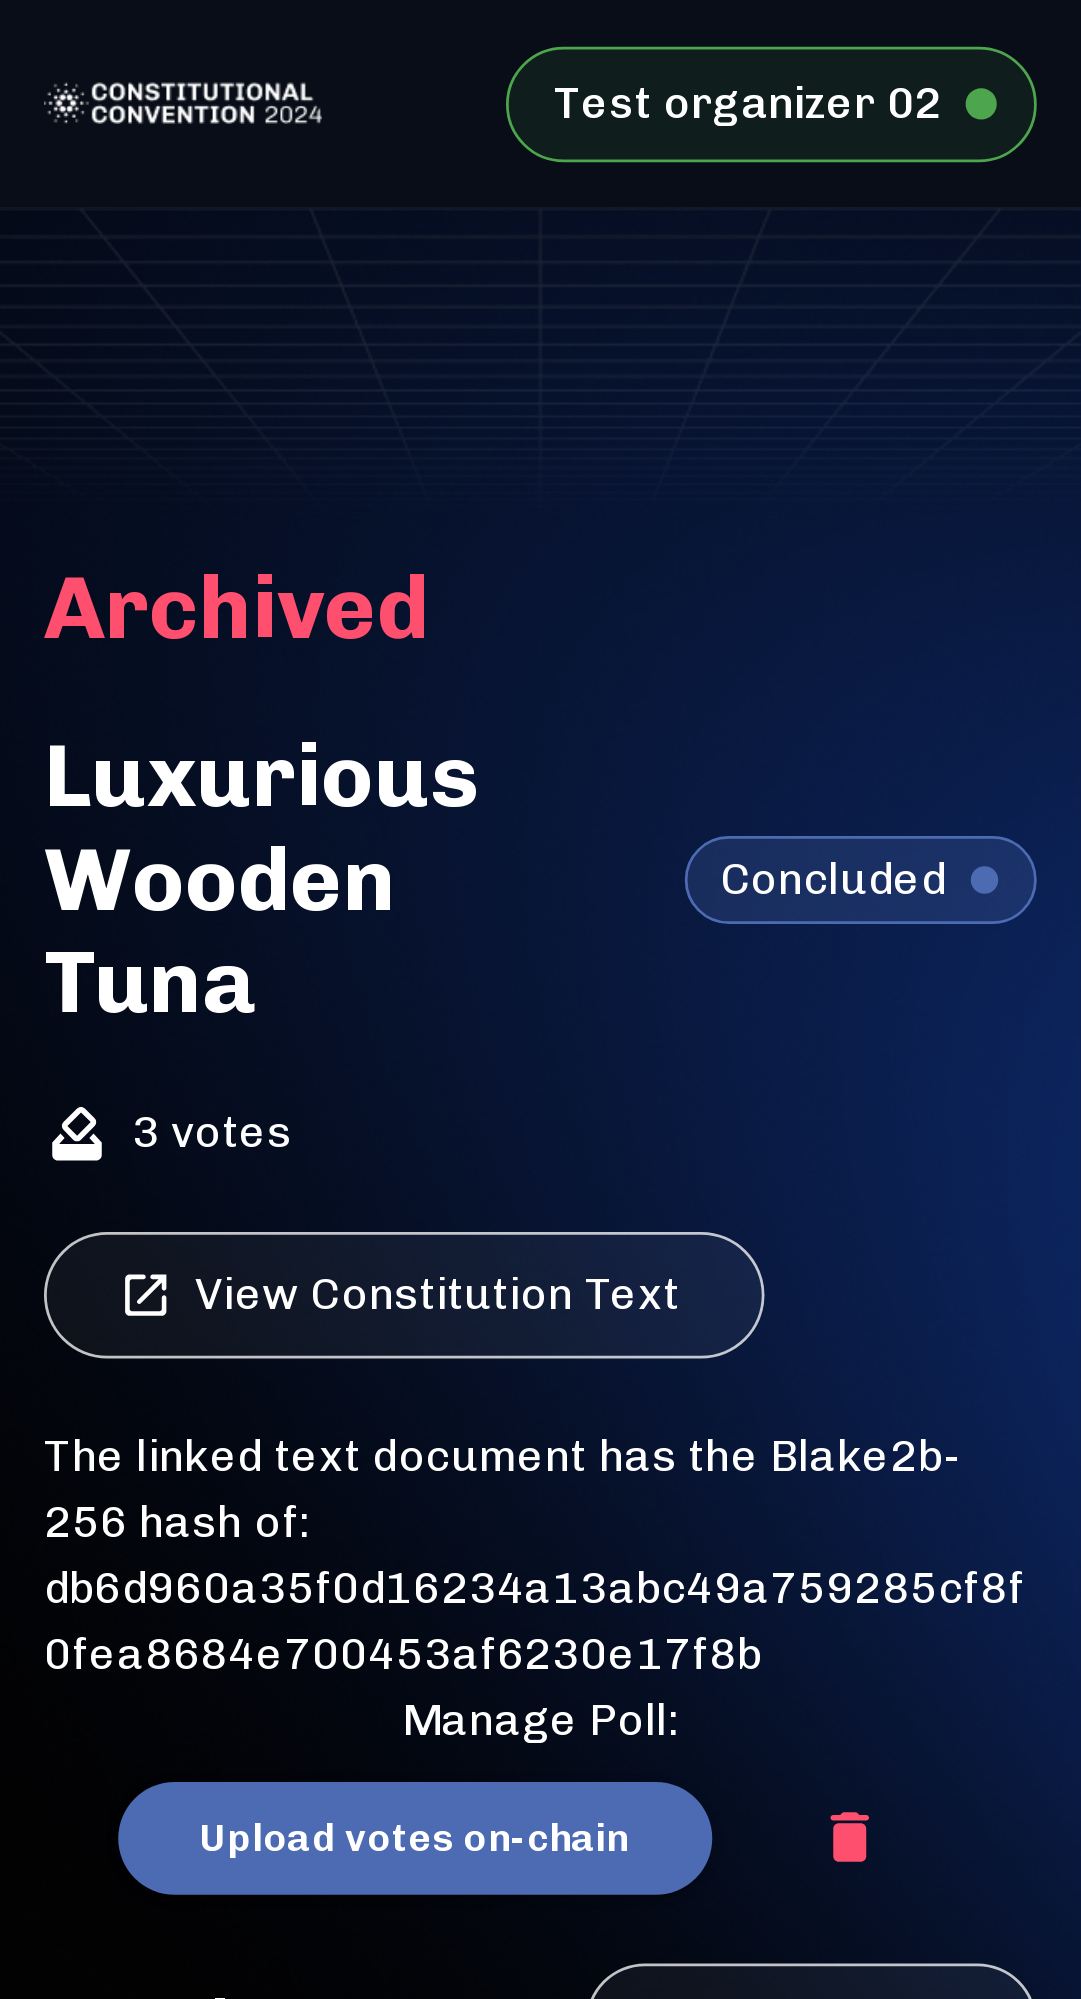 CONSTITUTIONAL
CONVENTION 2024
Test organizer 02
Archived
Luxurious
Wooden
Tuna
Concluded
3 votes
View Constitution Text
The linked text document has the Blake2b-
256 hash of:
db6d960a35f0d16234a13abc49a759285cf8f
0fea8684e700453af6230e17f8b
Manage Poll:
Upload votes on-chain